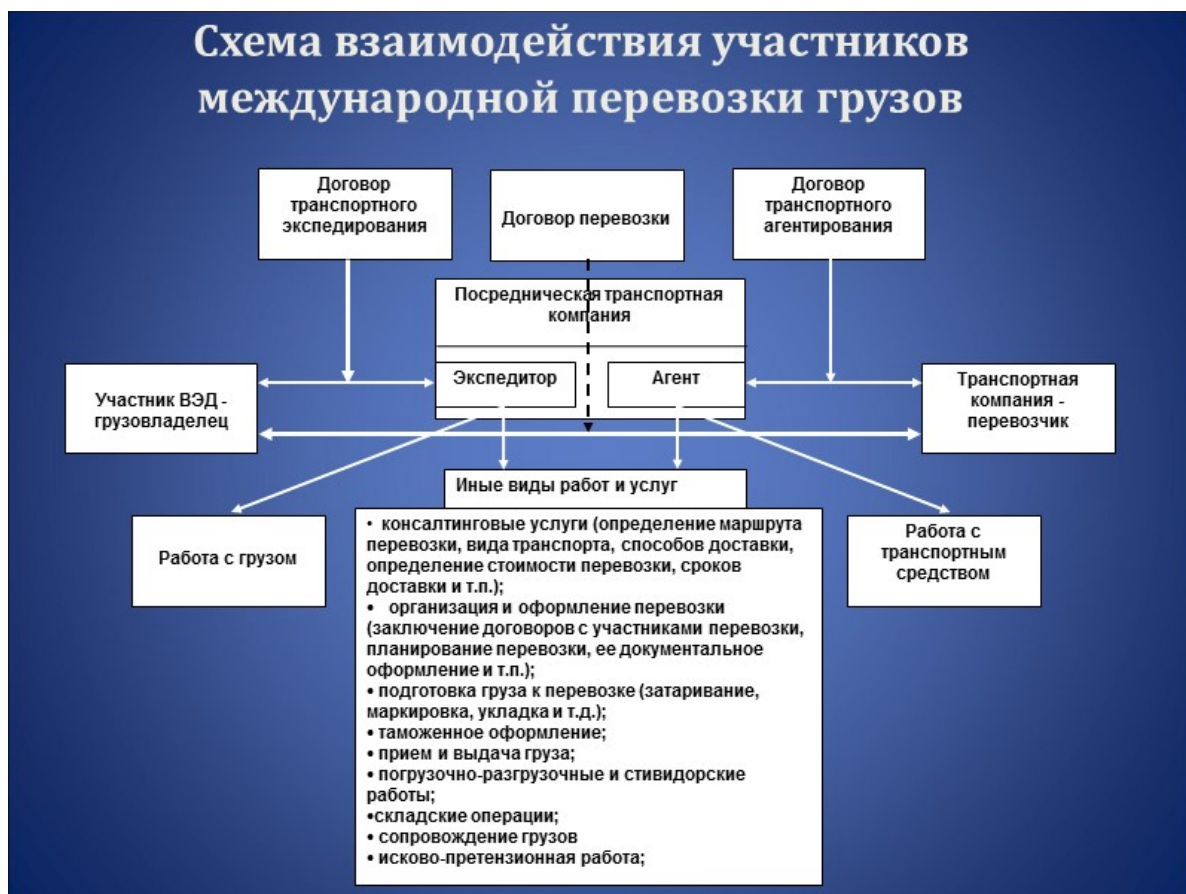 Схема взаимодействия участников
международной перевозки грузов
Договор
транспортного
экспедирования
Договор перевозки
Договор
транспортного
агентирования
Посредническая транспортная
компания
Экспедитор
Агент
Участник ВЭД -
грузовладелец
Транспортная
компания -
перевозчик
Иные виды работ и услуг
Работа с грузом
• консалтинговые услуги (определение маршрута
перевозки, вида транспорта, способов доставки,
определение стоимости перевозки, сроков
доставки и т.п.);
• организация и оформление перевозки
(заключение договоров с участниками перевозки,
планирование перевозки, ее документальное
оформление и т.п.);
• подготовка груза к перевозке (затаривание,
маркировка, укладка и т.д.);
• таможенное оформление;
• прием и выдача груза;
• погрузочно-разгрузочные и стивидорские
работы;
•складские операции;
• сопровождение грузов
• исково-претензионная работа;
Работа с
транспортным
средством